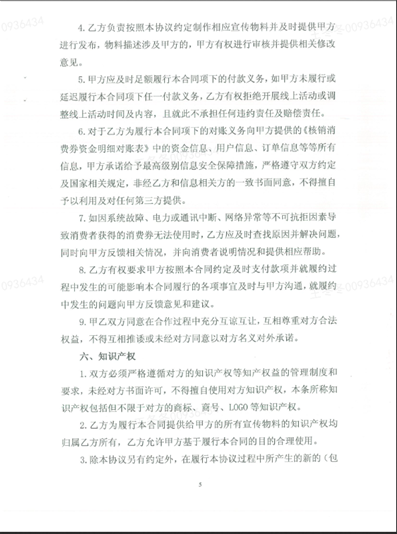 4.乙方负责按照本协议约定制作相应宣传物料并及时提供甲方
进行发布，物料描述涉及甲方的，甲方有权进行审核并提供相关修改
意见。
5.甲方应及时足额履行本合同项下的付款义务，如甲方未履行或
延迟履行本合同项下任一付款义务，乙方有权拒绝开展线上活动或调
整线上活动时间及内容，且就此不承担任何违约责任及赔偿责任。
6.对于乙方为履行本合同项下的对账义务向甲方提供的《核销消
费券资金明细对账表》中的资金信息、用户信息、订单信息等等所有
信息，甲方承诺给予最高级别信息安全保障措施，严格遵守双方约定
及国家相关规定，非经乙方和信息相关方的一致书面同意，不得擅自
予以利用及对任何第三方提供。
7.如因系统故障、电力或通讯中断、网络异常等不可抗拒因素导
致消费者获得的消费券无法使用时，乙方应及时查找原因并解决问题，
同时向甲方反馈相关情况，并向消费者说明情况和提供相应帮助。
8.乙方有权要求甲方按照本合同约定及时支付款项并就履约过
程中发生的可能影响本合同履行的各项事宜及时与甲方沟通，就履约
中发生的问题向甲方反馈意见和建议。
9.甲乙双方同意在合作过程中充分互谅互让，互相尊重对方合法
权益，不得互相推诿或未经对方同意以对方名义对外承诺。
六、知识产权
1.双方必须严格遵循对方的知识产权等知产权益的管理制度和
要求，未经对方书面许可，不得擅自使用对方知识产权，本条所称知
识产权包括但不限于对方的商标、商号、LOGO等知识产权。
2.乙方为履行本合同提供给甲方的所有宣传物料的知识产权均
归属乙方所有，乙方允许甲方基于履行本合同的目的合理使用。
3.除本协议另有约定外，在履行本协议过程中所产生的新的（包
5